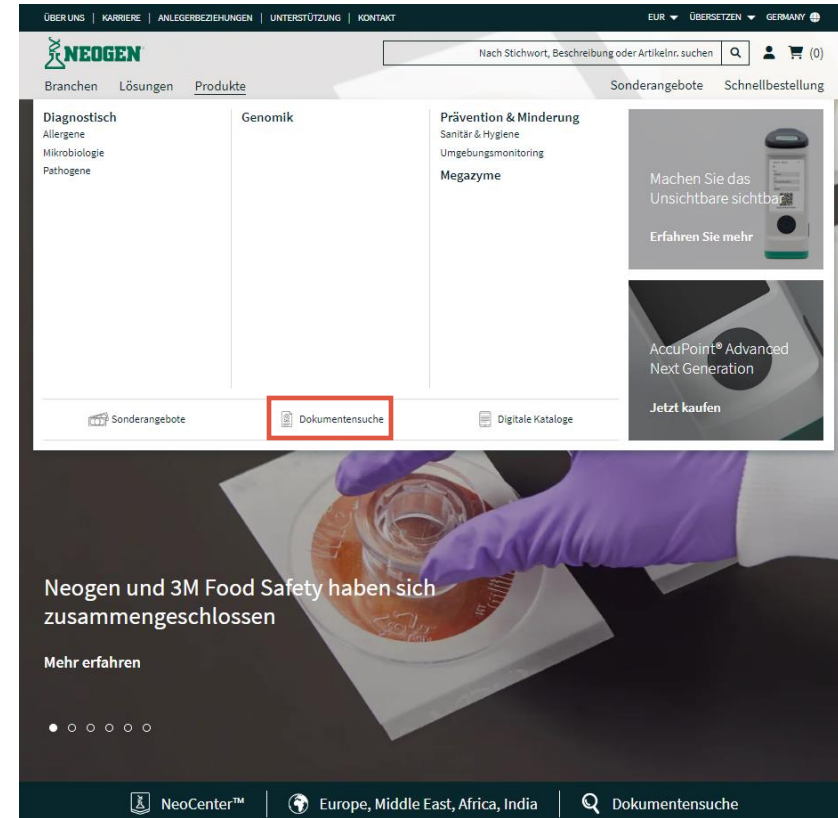 ÜBER UNS | KARRIERE | ANLEGERBEZIEHUNGEN | UNTERSTÜTZUNG | KONTAKT
EUR ÜBERSETZEN GERMANY
NEOGEN
Nach Stichwort, Beschreibung oder Artikelnr. suchen
(0)
Branchen Lösungen Produkte
Sonderangebote Schnellbestellung
Diagnostisch
Allergene
Mikrobiologie
Pathogene
Genomik
Prävention & Minderung
Sanitär & Hygiene
Umgebungsmonitoring
Megazyme
Machen Sie das
Unsichtbare sichtbar
Erfahren Sie mehr
AccuPoint® Advanced
Next Generation
Jetzt kaufen
Sonderangebote
Dokumentensuche
Digitale Kataloge
Neogen und 3M Food Safety haben sich
zusammengeschlossen
Mehr erfahren
NeoCenter™
Europe, Middle East, Africa, India
Dokumentensuche